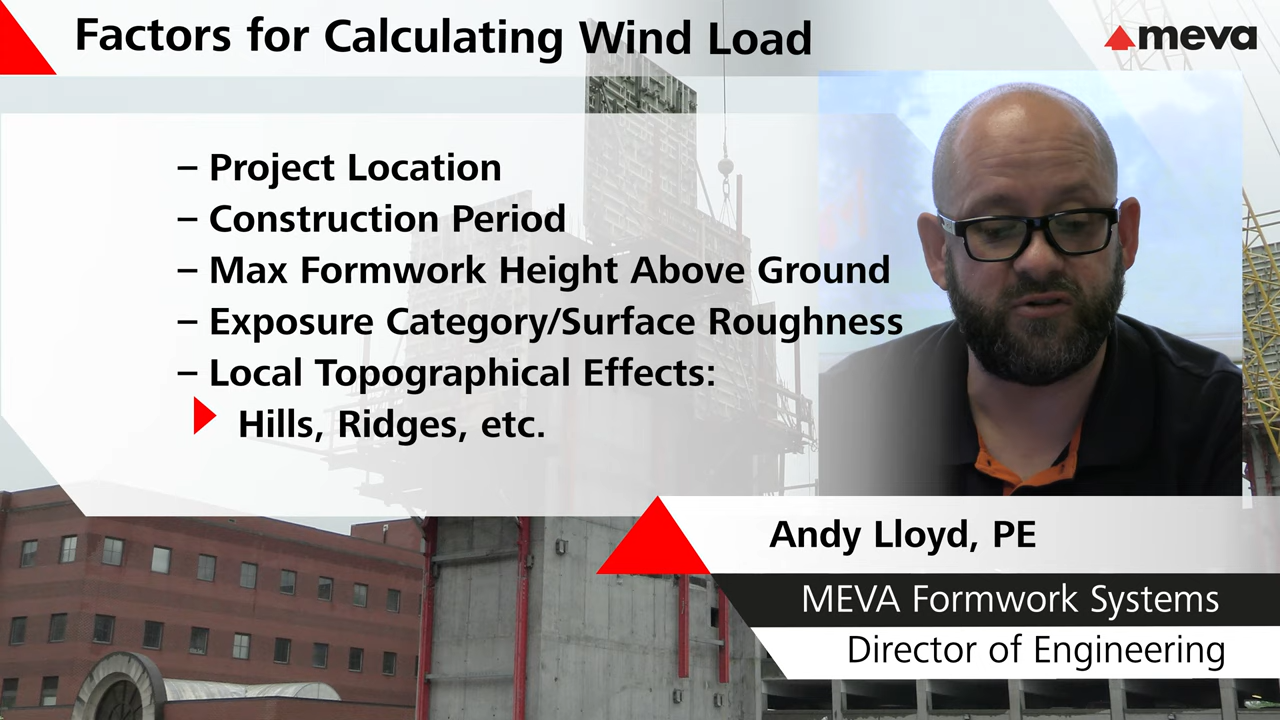 Factors for Calculating Wind Load
meva
– Project Location
– Construction Period
– Max Formwork Height Above Ground
– Exposure Category/Surface Roughness
– Local Topographical Effects:
Hills, Ridges, etc.
Andy Lloyd, PE
MEVA Formwork Systems
Director of Engineering